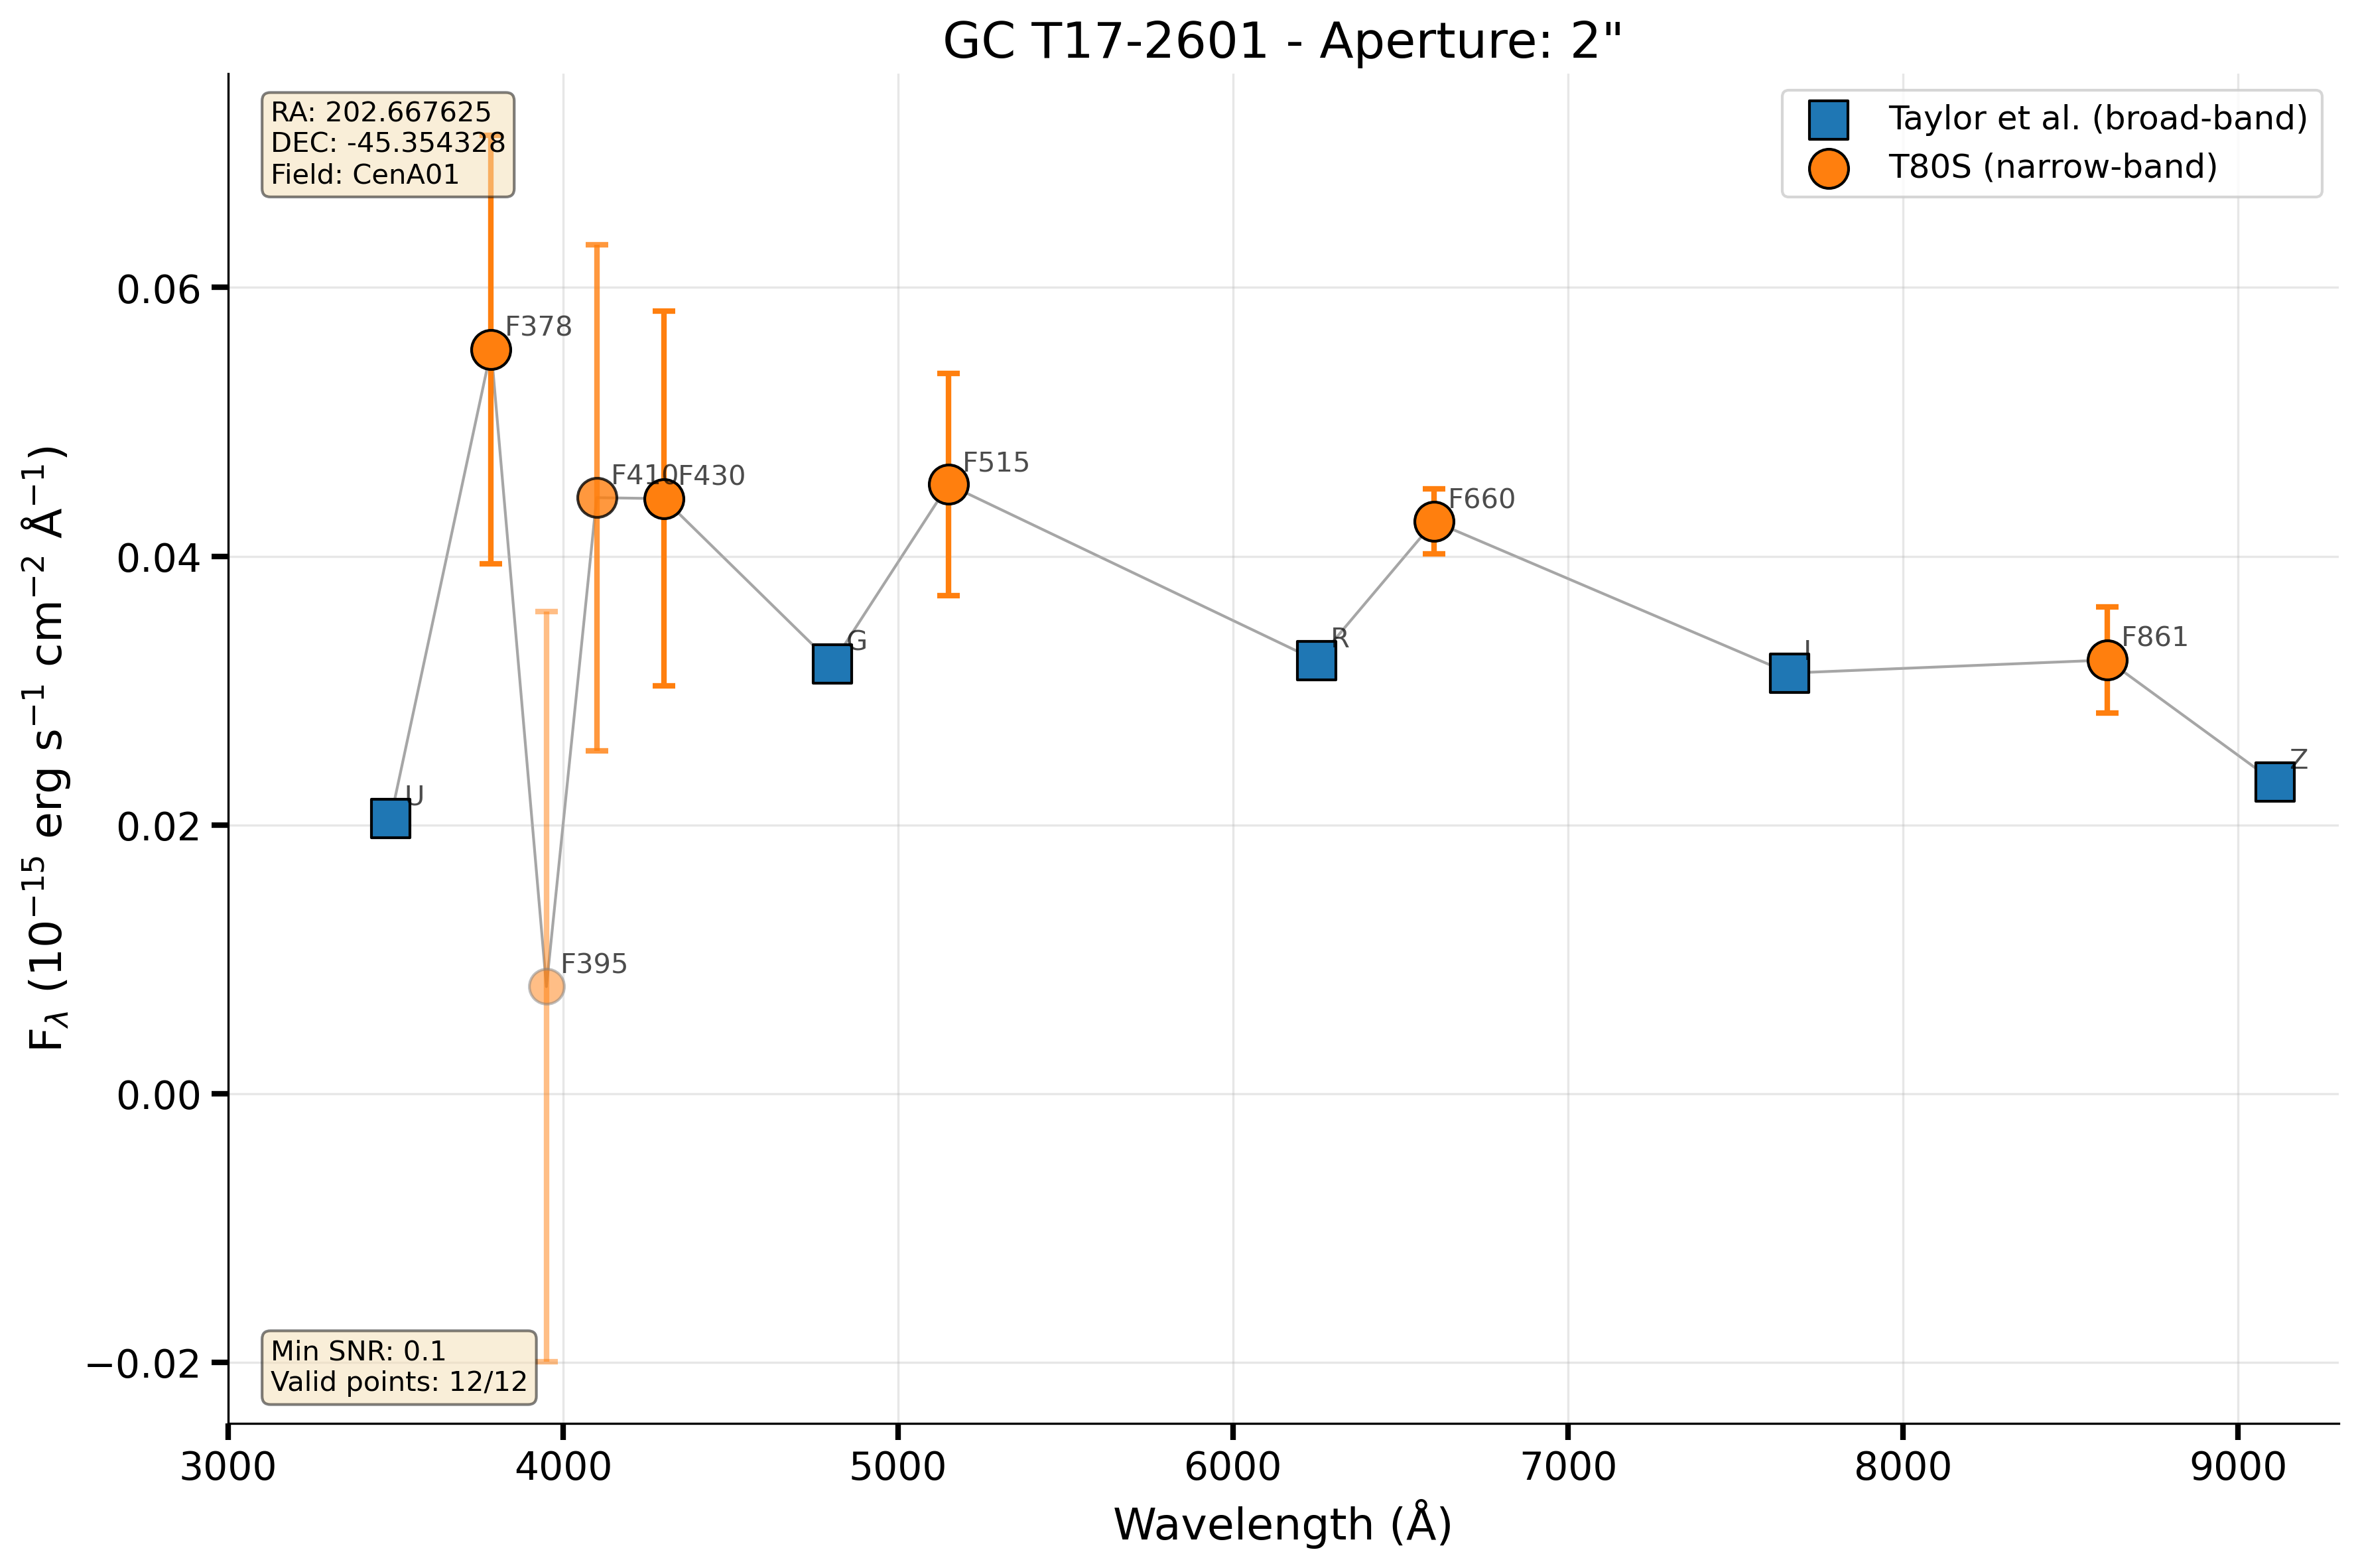 GC T17-2601 - Aperture: 2"
RA: 202.667625
DEC: -45.354328
Field: CenA01
Taylor et al. (broad-band)
T80S (narrow-band)
F378
F410
F430
F515
F660
G
R
I
F861
Z
U
F395
0.06
0.04
0.02
0.00
−0.02
F_λ (10⁻¹⁵ erg s⁻¹ cm⁻² Å⁻¹)
Min SNR: 0.1
Valid points: 12/12
3000 4000 5000 6000 7000 8000 9000
Wavelength (Å)